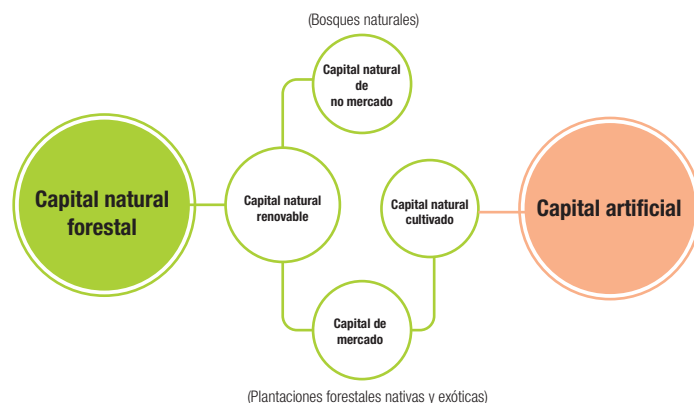 (Bosques naturales)
Capital natural
de
no mercado
Capital natural
forestal
Capital natural
renovable
Capital natural
cultivado
Capital artificial
Capital de
mercado
(Plantaciones forestales nativas y exóticas)